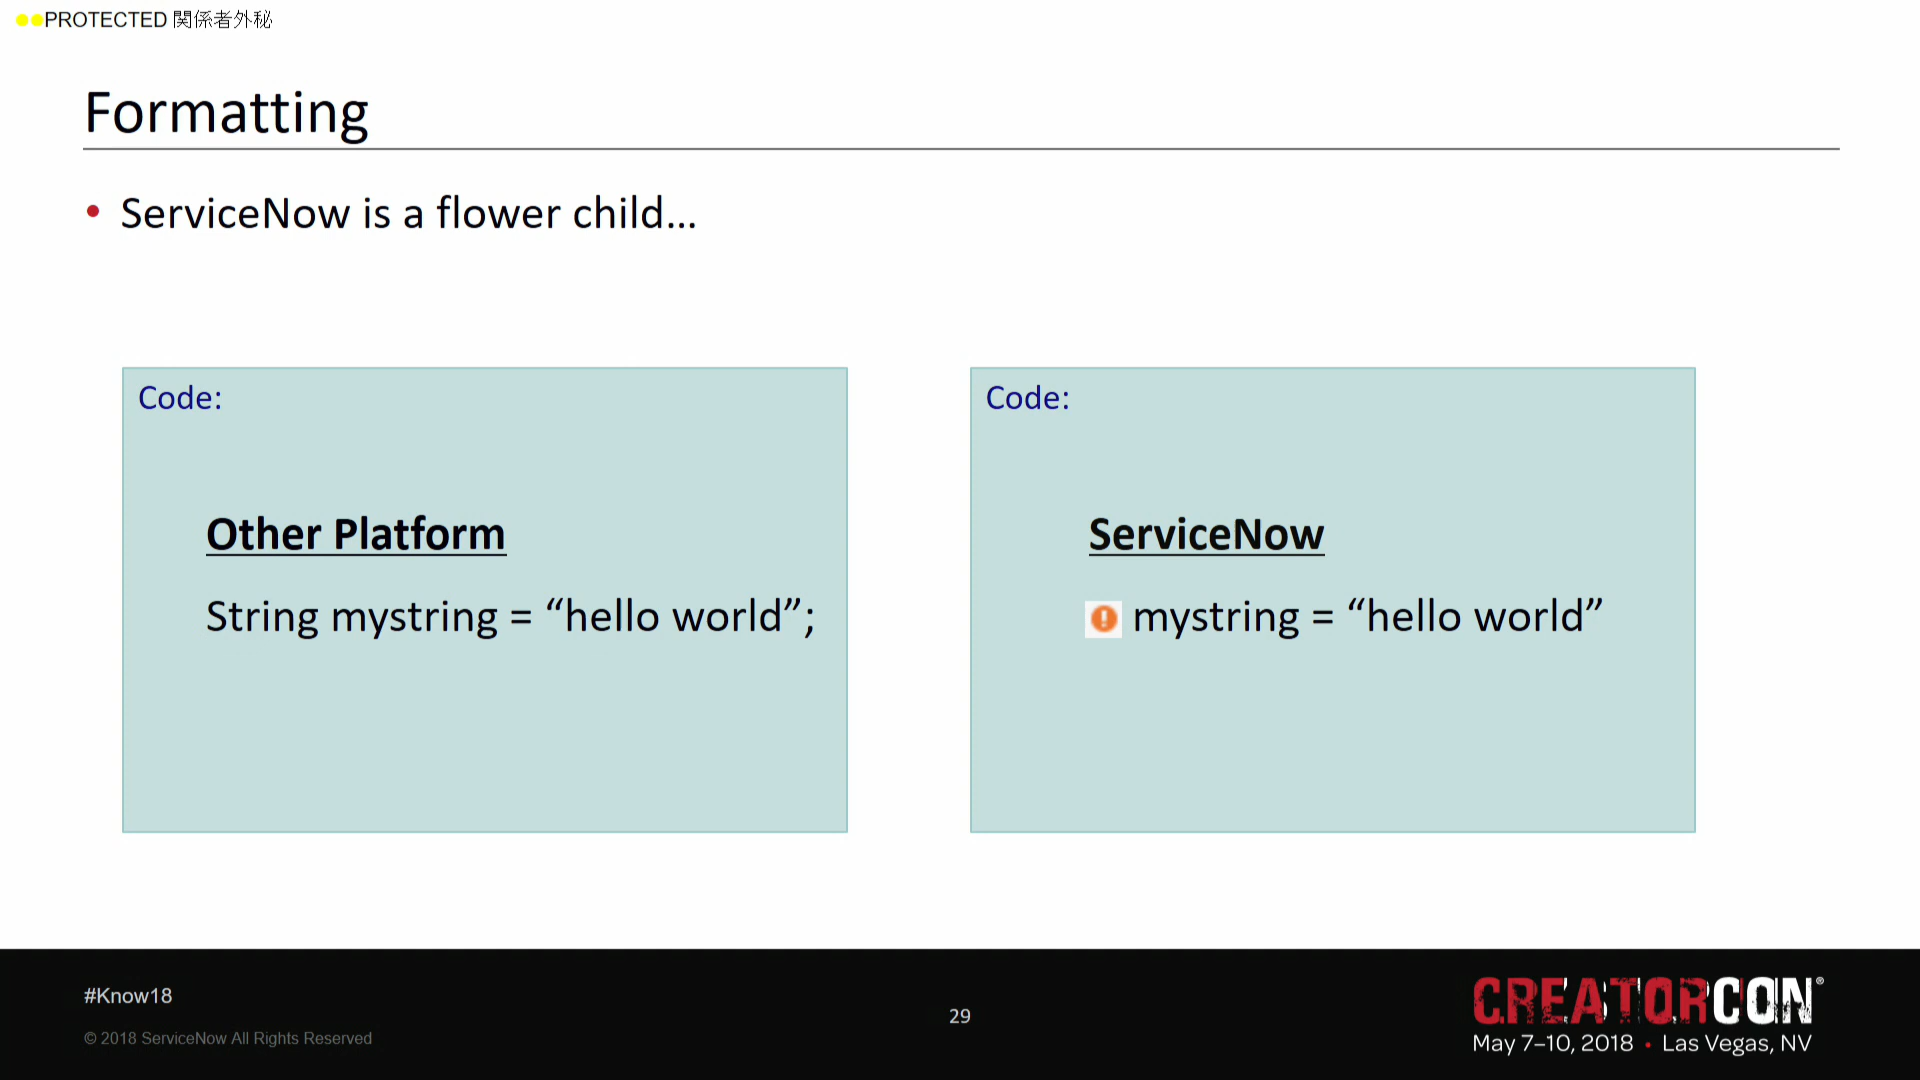 PROTECTED 関係者外秘
Formatting
• ServiceNow is a flower child...
Code:
Other Platform
String mystring = “hello world”;
Code:
ServiceNow
mystring = “hello world”
#Know18
© 2018 ServiceNow All Rights Reserved
29
CREATORCON®
May 7–10, 2018 • Las Vegas, NV